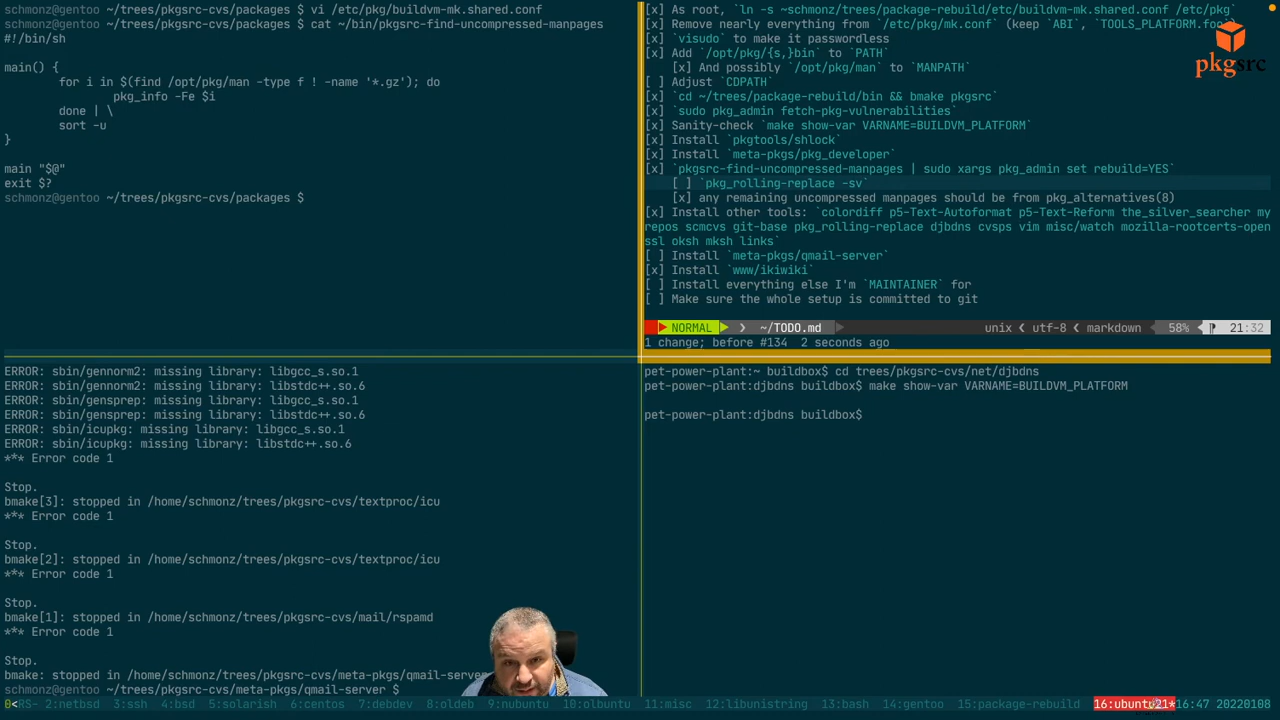 schmonz@gentoo ~/trees/pkgsrc-cvs/packages $ vi /etc/pkg/buildvm-mk.shared.conf
schmonz@gentoo ~/trees/pkgsrc-cvs/packages $ cat ~/bin/pkgsrc-find-uncompressed-manpages
#!/bin/sh
main() {
for i in $(find /opt/pkg/man -type f ! -name '*.gz'); do
pkg_info -Fe $i
done | \
sort -u
}
main "$@"
exit $?
schmonz@gentoo ~/trees/pkgsrc-cvs/packages $
[x] As root, `ln -s ~schmonz/trees/package-rebuild/etc/buildvm-mk.shared.conf /etc/pkg`
[x] Remove nearly everything from `/etc/pkg/mk.conf` (keep `ABI`, `TOOLS_PLATFORM.foo`)
[x] `visudo` to make it passwordless
[x] Add `/opt/pkg/{s,}bin` to `PATH`
[x] And possibly `/opt/pkg/man` to `MANPATH`
[ ] Adjust `CDPATH`
[x] `cd ~/trees/package-rebuild/bin && bmake pkgsrc`
[x] `sudo pkg_admin fetch-pkg-vulnerabilities`
[x] Sanity-check `make show-var VARNAME=BUILDVM_PLATFORM`
[x] Install `pkgtools/shlock`
[x] Install `meta-pkgs/pkg_developer`
[x] `pkgsrc-find-uncompressed-manpages | sudo xargs pkg_admin set rebuild=YES`
[ ] `pkg_rolling-replace -sv`
[x] any remaining uncompressed manpages should be from pkg_alternatives(8)
[x] Install other tools: `colordiff p5-Text-Autoformat p5-Text-Reform the_silver_searcher my
repos scmcvs git-base pkg_rolling-replace djbdns cvsps vim misc/watch mozilla-rootcerts-open
ssl oksh mksh links`
[ ] Install `meta-pkgs/qmail-server`
[x] Install `www/ikiwiki`
[ ] Install everything else I'm `MAINTAINER` for
[ ] Make sure the whole setup is committed to git
NORMAL ~/TODO.md unix utf-8 markdown 58% 21:32
1 change; before #134 2 seconds ago
pkgsrc
ERROR: sbin/gennorm2: missing library: libgcc_s.so.1
ERROR: sbin/gennorm2: missing library: libstdc++.so.6
ERROR: sbin/gensprep: missing library: libgcc_s.so.1
ERROR: sbin/gensprep: missing library: libstdc++.so.6
ERROR: sbin/icupkg: missing library: libgcc_s.so.1
ERROR: sbin/icupkg: missing library: libstdc++.so.6
*** Error code 1
Stop.
bmake[3]: stopped in /home/schmonz/trees/pkgsrc-cvs/textproc/icu
*** Error code 1
Stop.
bmake[2]: stopped in /home/schmonz/trees/pkgsrc-cvs/textproc/icu
*** Error code 1
Stop.
bmake[1]: stopped in /home/schmonz/trees/pkgsrc-cvs/mail/rspamd
*** Error code 1
Stop.
bmake: stopped in /home/schmonz/trees/pkgsrc-cvs/meta-pkgs/qmail-server
schmonz@gentoo ~/trees/pkgsrc-cvs/meta-pkgs/qmail-server $
pet-power-plant:~ buildbox$ cd trees/pkgsrc-cvs/net/djbdns
pet-power-plant:djbdns buildbox$ make show-var VARNAME=BUILDVM_PLATFORM
pet-power-plant:djbdns buildbox$
0<RS- 2:netbsd 3:ssh 4:bsd 5:solarish 6:centos 7:debdev 8:oldeb 9:nubuntu 10:olubuntu 11:misc 12:libunistring 13:bash 14:gentoo 15:package-rebuild 16:ubuntu21* 16:47 20220108